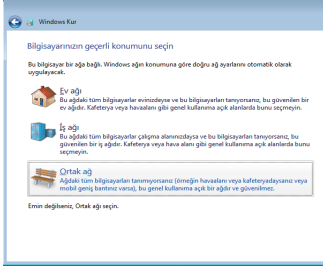 Windows Kur
Bilgisayarınızın geçerli konumunu seçin
Bu bilgisayar bir ağa bağlı. Windows ağın konumuna göre doğru ağ ayarlarını otomatik olarak
uygulayacak.
Ev ağı
Bu ağdaki tüm bilgisayarlar evinizdeyse ve bu bilgisayarları tanıyorsanız, bu güvenilen bir
ev ağıdır. Kafeterya veya havaalanı gibi genel kullanıma açık alanlarda bunu seçmeyin.
İş ağı
Bu ağdaki tüm bilgisayarlar çalışma alanınızdaysa ve bu bilgisayarları tanıyorsanız, bu
güvenilen bir iş ağıdır. Kafeterya veya hava alanı gibi genel kullanıma açık alanlarda bunu
seçmeyin.
Ortak ağ
Ağdaki tüm bilgisayarları tanımıyorsanız (örneğin havaalanı veya kafeteryadaysanız veya
mobil geniş bantınız varsa), bu genel kullanıma açık bir ağdır ve güvenilmez.
Emin değilseniz, Ortak ağı seçin.